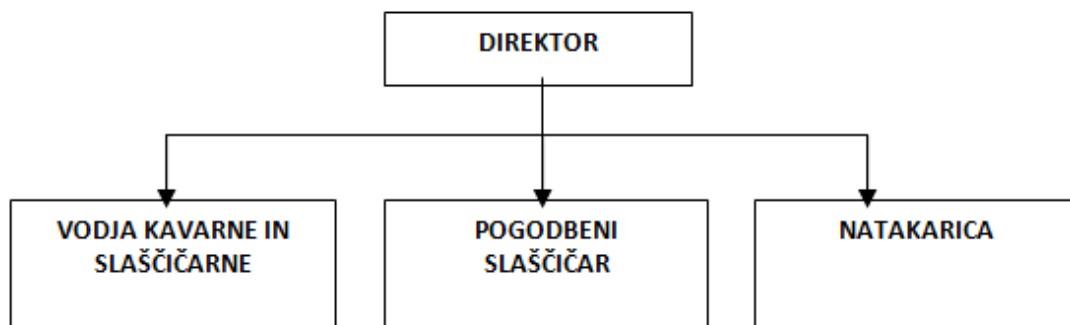 DIREKTOR
VODJA KAVARNE IN
SLAŠČIČARNE
POGODBENI
SLAŠČIČAR
NATAKARICA